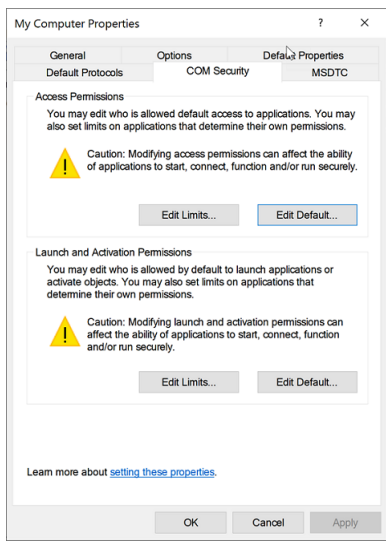 My Computer Properties ? ×
General Options Default Properties
Default Protocols COM Security MSDTC
Access Permissions
You may edit who is allowed default access to applications. You may
also set limits on applications that determine their own permissions.
Caution: Modifying access permissions can affect the ability
of applications to start, connect, function and/or run securely.
Edit Limits... Edit Default...
Launch and Activation Permissions
You may edit who is allowed by default to launch applications or
activate objects. You may also set limits on applications that
determine their own permissions.
Caution: Modifying launch and activation permissions can
affect the ability of applications to start, connect, function
and/or run securely.
Edit Limits... Edit Default...
Learn more about setting these properties.
OK Cancel Apply